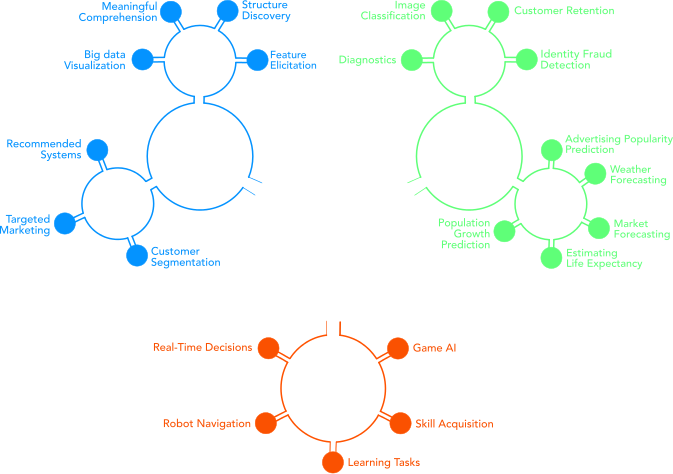 Meaningful
Comprehension
Structure
Discovery
Big data
Visualization
Feature
Elicitation
Recommended
Systems
Targeted
Marketing
Customer
Segmentation
Image
Classification
Customer Retention
Diagnostics
Identity Fraud
Detection
Advertising Popularity
Prediction
Weather
Forecasting
Population
Growth
Prediction
Market
Forecasting
Estimating
Life Expectancy
Real-Time Decisions
Game AI
Robot Navigation
Skill Acquisition
Learning Tasks